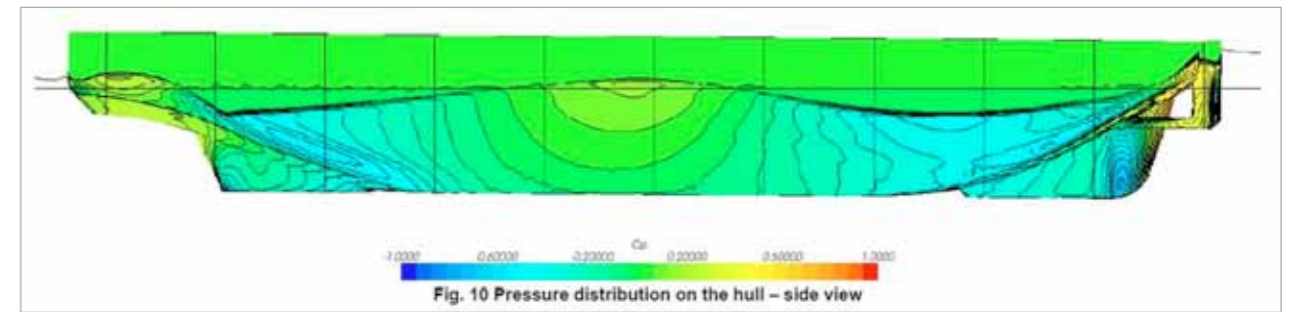 Cp
-1.0000 -0.60000 -0.20000 0.20000 0.60000 1.0000
Fig. 10 Pressure distribution on the hull – side view